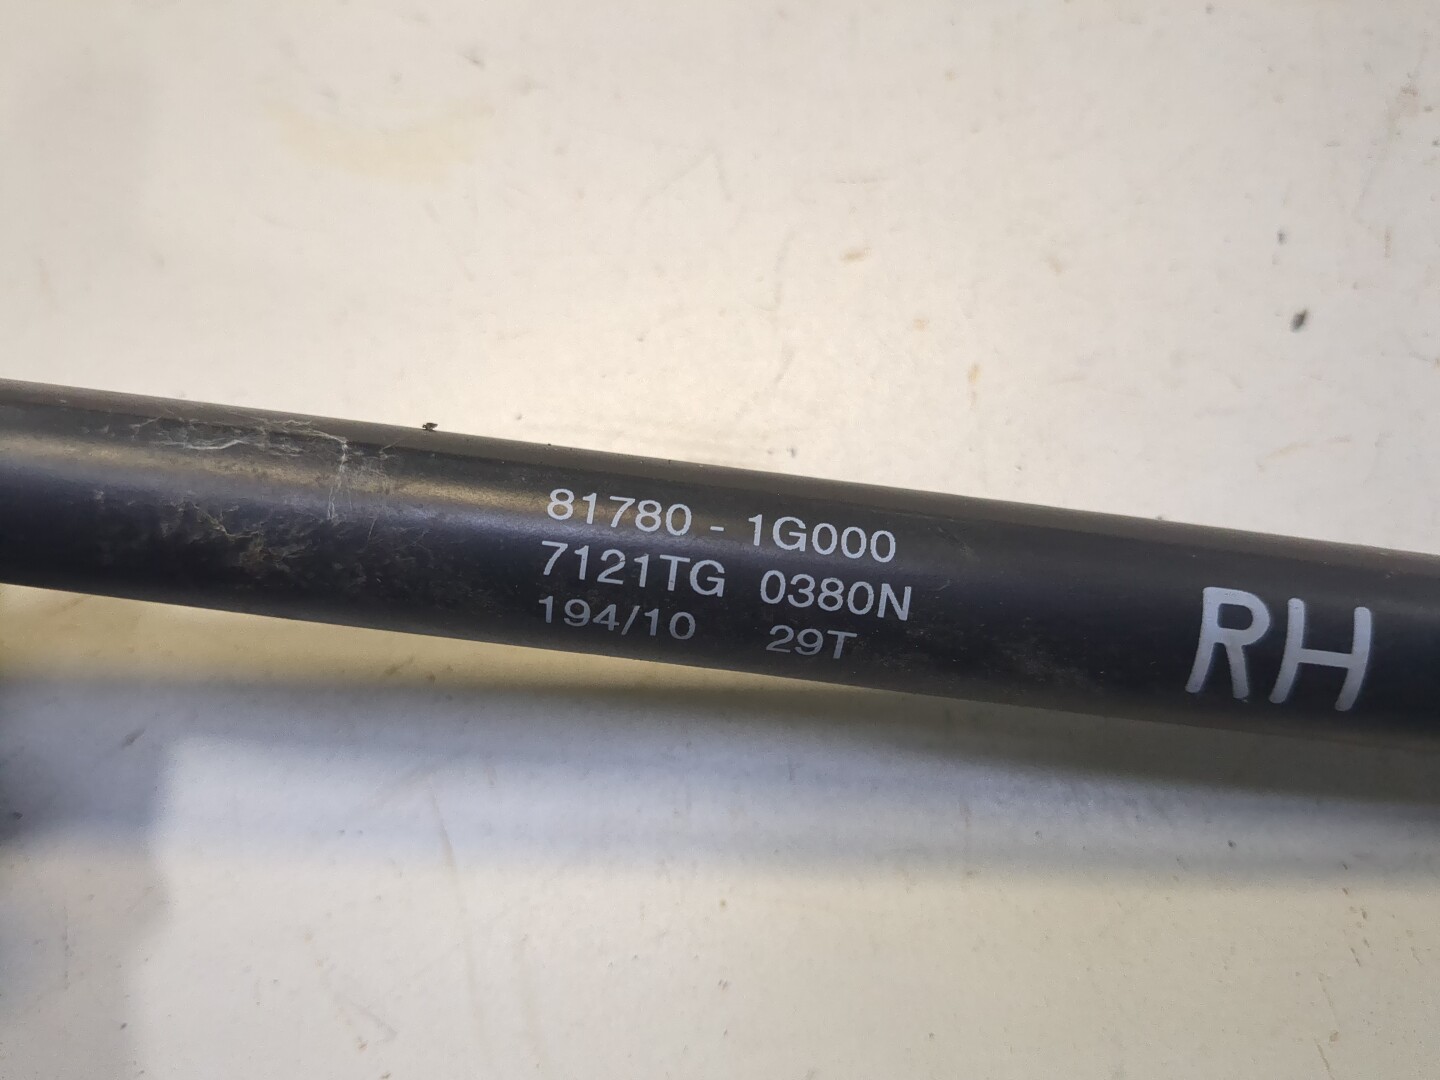 81780 - 1G000
7121TG 0380N
194/10 29T
RH